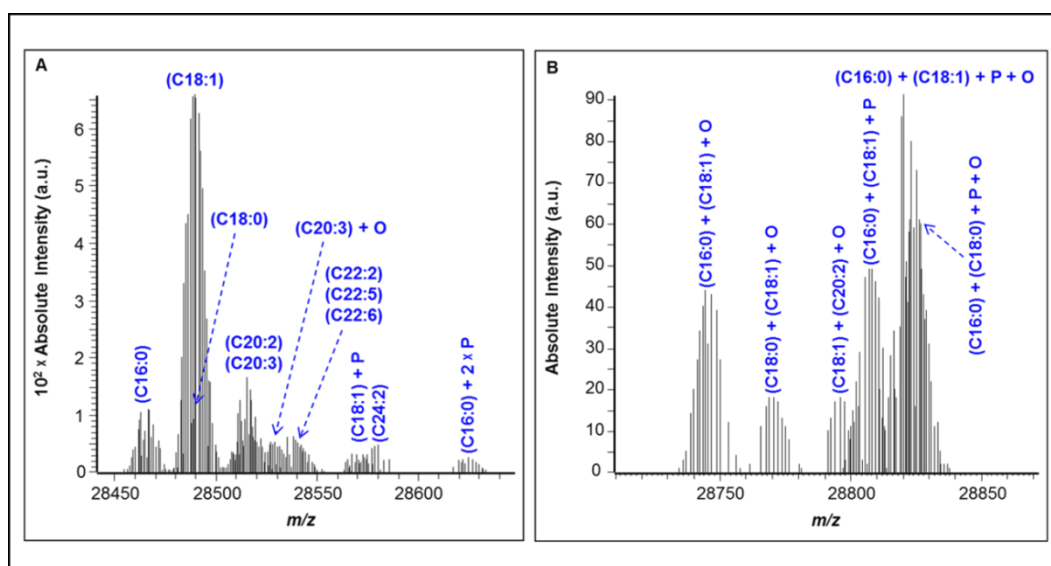 A
(C18:1)
(C18:0)
(C20:3) + O
(C22:2)
(C22:5)
(C22:6)
(C20:2)
(C20:3)
(C16:0)
(C18:1) + P
(C24:2)
(C16:0) + 2 x P
10² x Absolute Intensity (a.u.)
6
5
4
3
2
1
0
28450
28500
28550
28600
m/z
B
(C16:0) + (C18:1) + P + O
(C16:0) + (C18:1) + O
(C18:0) + (C18:1) + O
(C18:1) + (C20:2) + O
(C16:0) + (C18:1) + P
(C16:0) + (C18:0) + P + O
Absolute Intensity (a.u.)
90
80
70
60
50
40
30
20
10
0
28750
28800
28850
m/z